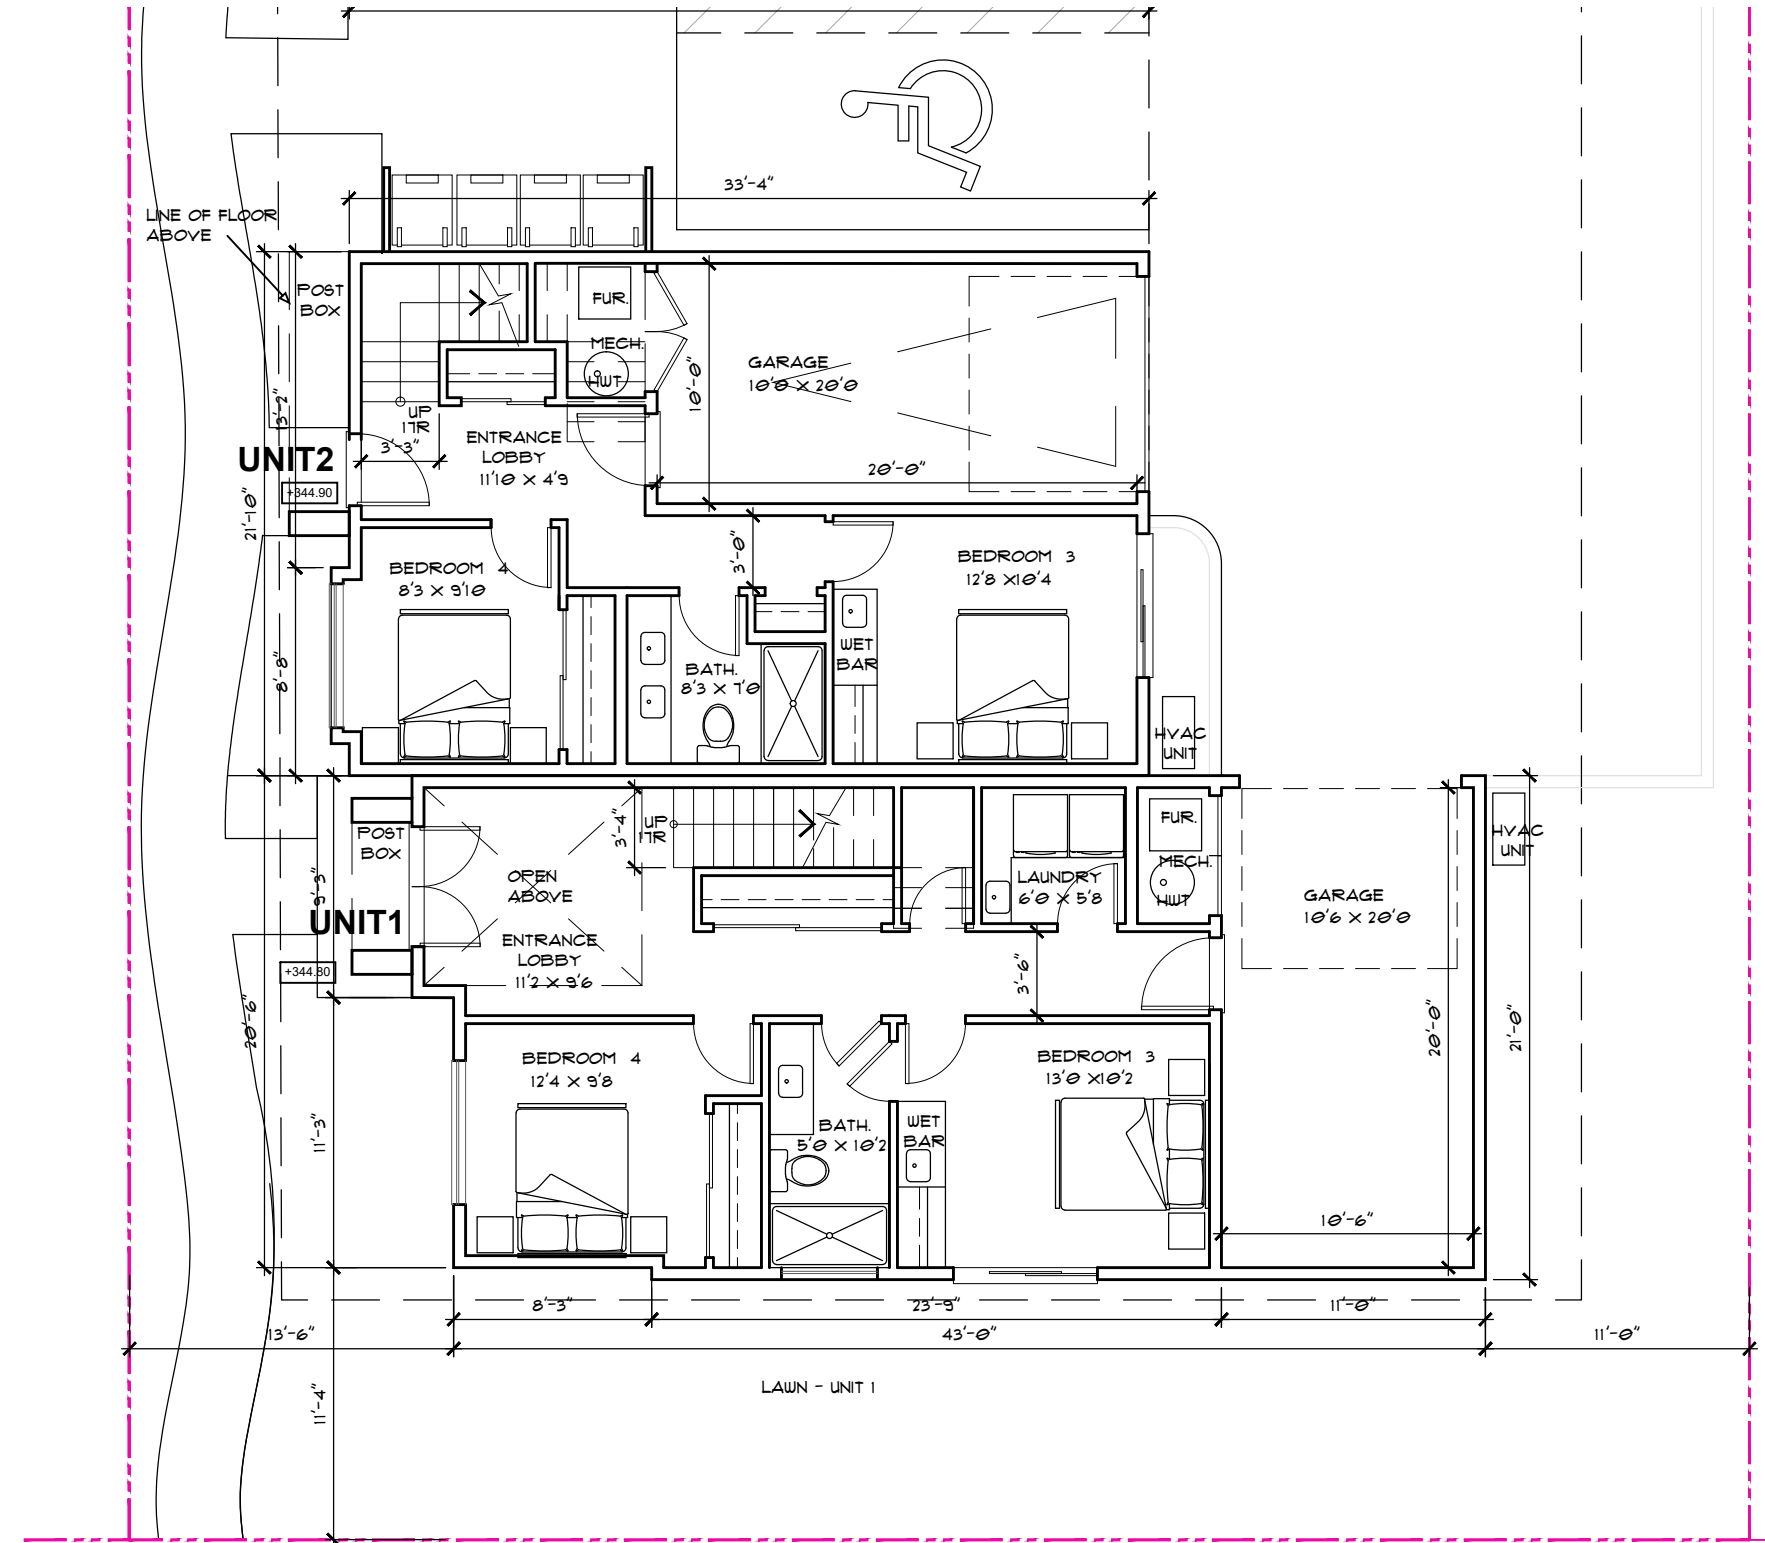 33'-4"
LINE OF FLOOR
ABOVE
POST
BOX
FUR.
MECH.
HWT
GARAGE
10'0 X 20'0
10'-0"
20'-0"
13'-2"
UP
17R
3'-3"
ENTRANCE
LOBBY
11'10 X 4'9
UNIT2
+344.90
21'-10"
BEDROOM 4
8'3 X 9'10
3'-0"
BEDROOM 3
12'8 X10'4
WET
BAR
BATH.
8'3 X 7'0
8'-8"
HVAC
UNIT
POST
BOX
3'-4"
UP
17R
OPEN
ABOVE
FUR.
MECH.
HWT
LAUNDRY
6'0 X 5'8
HVAC
UNIT
GARAGE
10'6 X 20'0
9'-3"
UNIT1
ENTRANCE
LOBBY
11'2 X 9'6
+344.80
3'-6"
20'-6"
20'-0"
21'-0"
BEDROOM 4
12'4 X 9'8
BEDROOM 3
13'0 X10'2
11'-3"
BATH.
5'0 X 10'2
WET
BAR
10'-6"
8'-3"
23'-9"
11'-0"
13'-6"
43'-0"
11'-0"
11'-4"
LAWN - UNIT 1